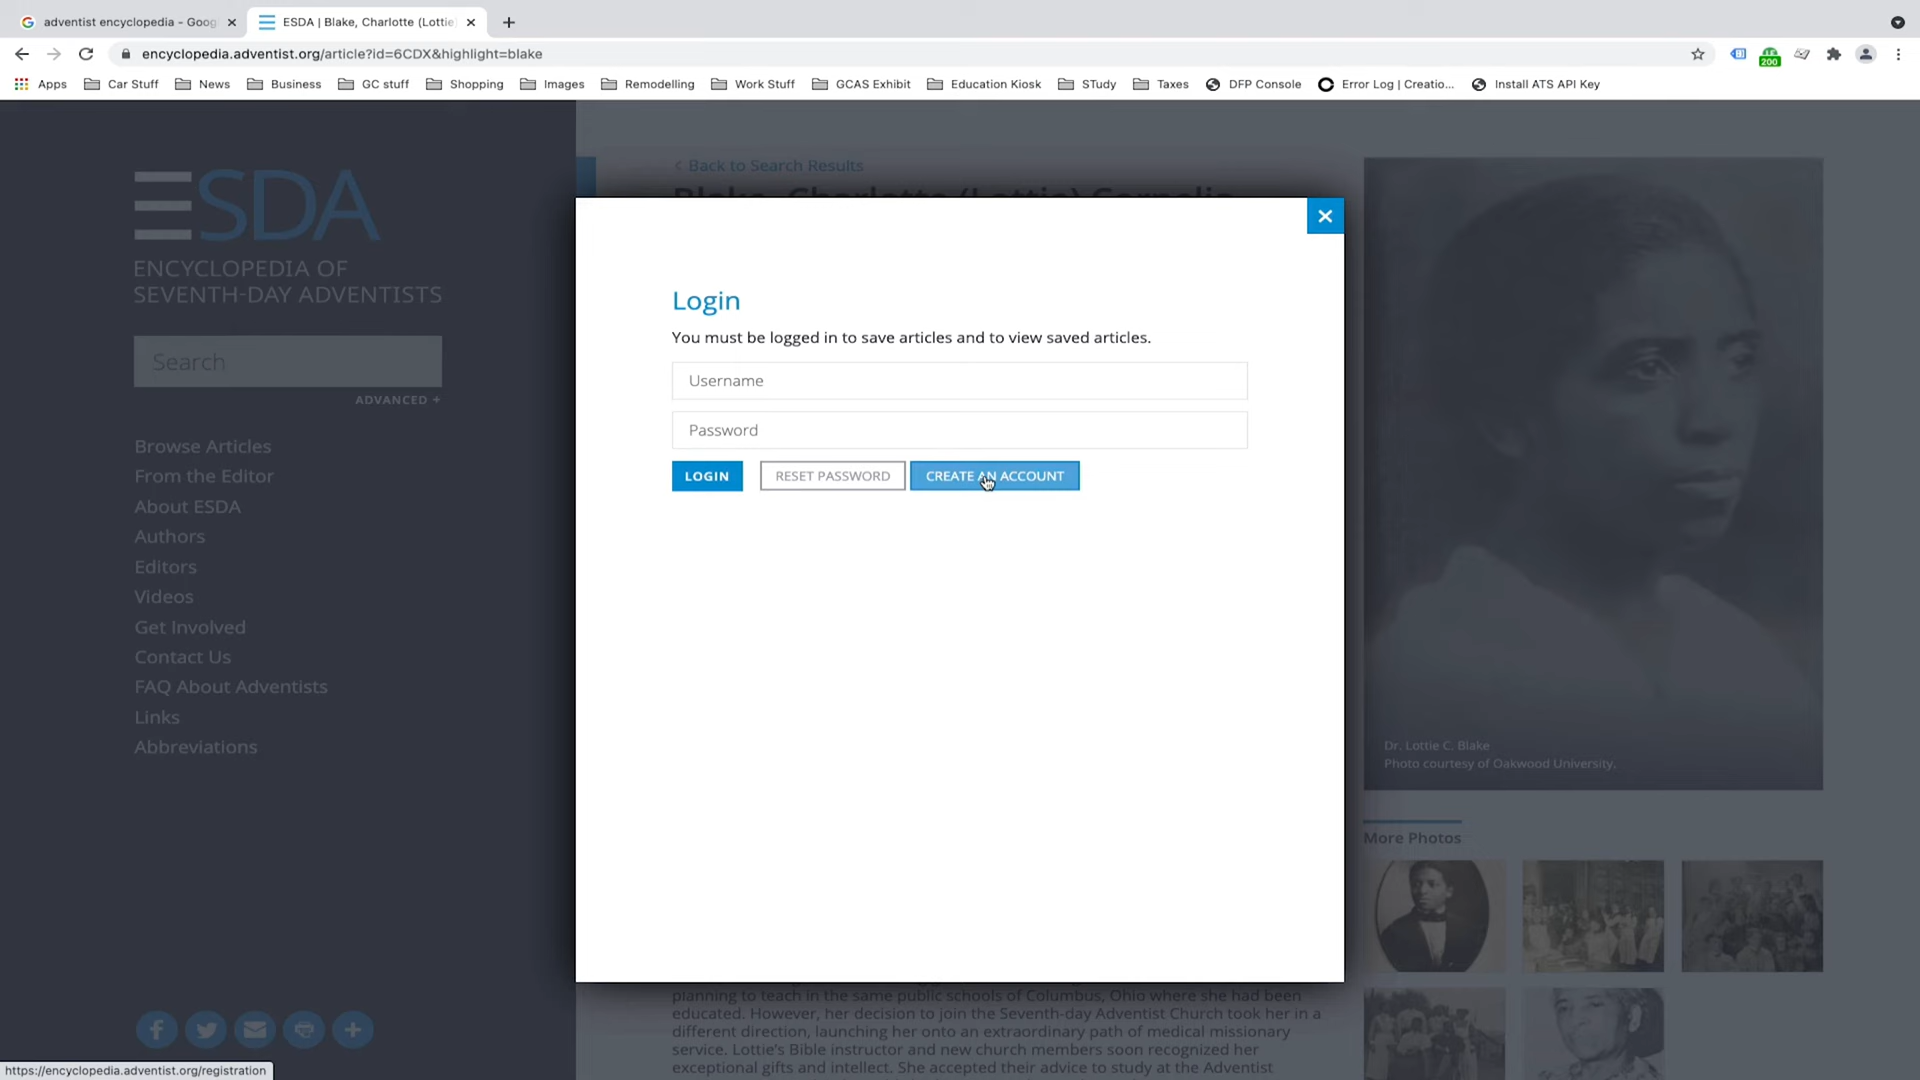 adventist encyclopedia - Goog
ESDA | Blake, Charlotte (Lottie)
encyclopedia.adventist.org/article?id=6CDX&highlight=blake
200
Apps
Car Stuff
News
Business
GC stuff
Shopping
Images
Remodelling
Work Stuff
GCAS Exhibit
Education Kiosk
STudy
Taxes
DFP Console
Error Log | Creatio...
Install ATS API Key
ESDA
ENCYCLOPEDIA OF
SEVENTH-DAY ADVENTISTS
Search
ADVANCED +
Browse Articles
From the Editor
About ESDA
Authors
Editors
Videos
Get Involved
Contact Us
FAQ About Adventists
Links
Abbreviations
https://encyclopedia.adventist.org/registration
< Back to Search Results
Blake, Charlotte (Lottie) Cornelia
Login
You must be logged in to save articles and to view saved articles.
Username
Password
LOGIN
RESET PASSWORD
CREATE AN ACCOUNT
planning to teach in the same public schools of Columbus, Ohio where she had been
educated. However, her decision to join the Seventh-day Adventist Church took her in a
different direction, launching her onto an extraordinary path of medical missionary
service. Lottie's Bible instructor and new church members soon recognized her
exceptional gifts and intellect. She accepted their advice to study at the Adventist
Dr. Lottie C. Blake
Photo courtesy of Oakwood University.
More Photos